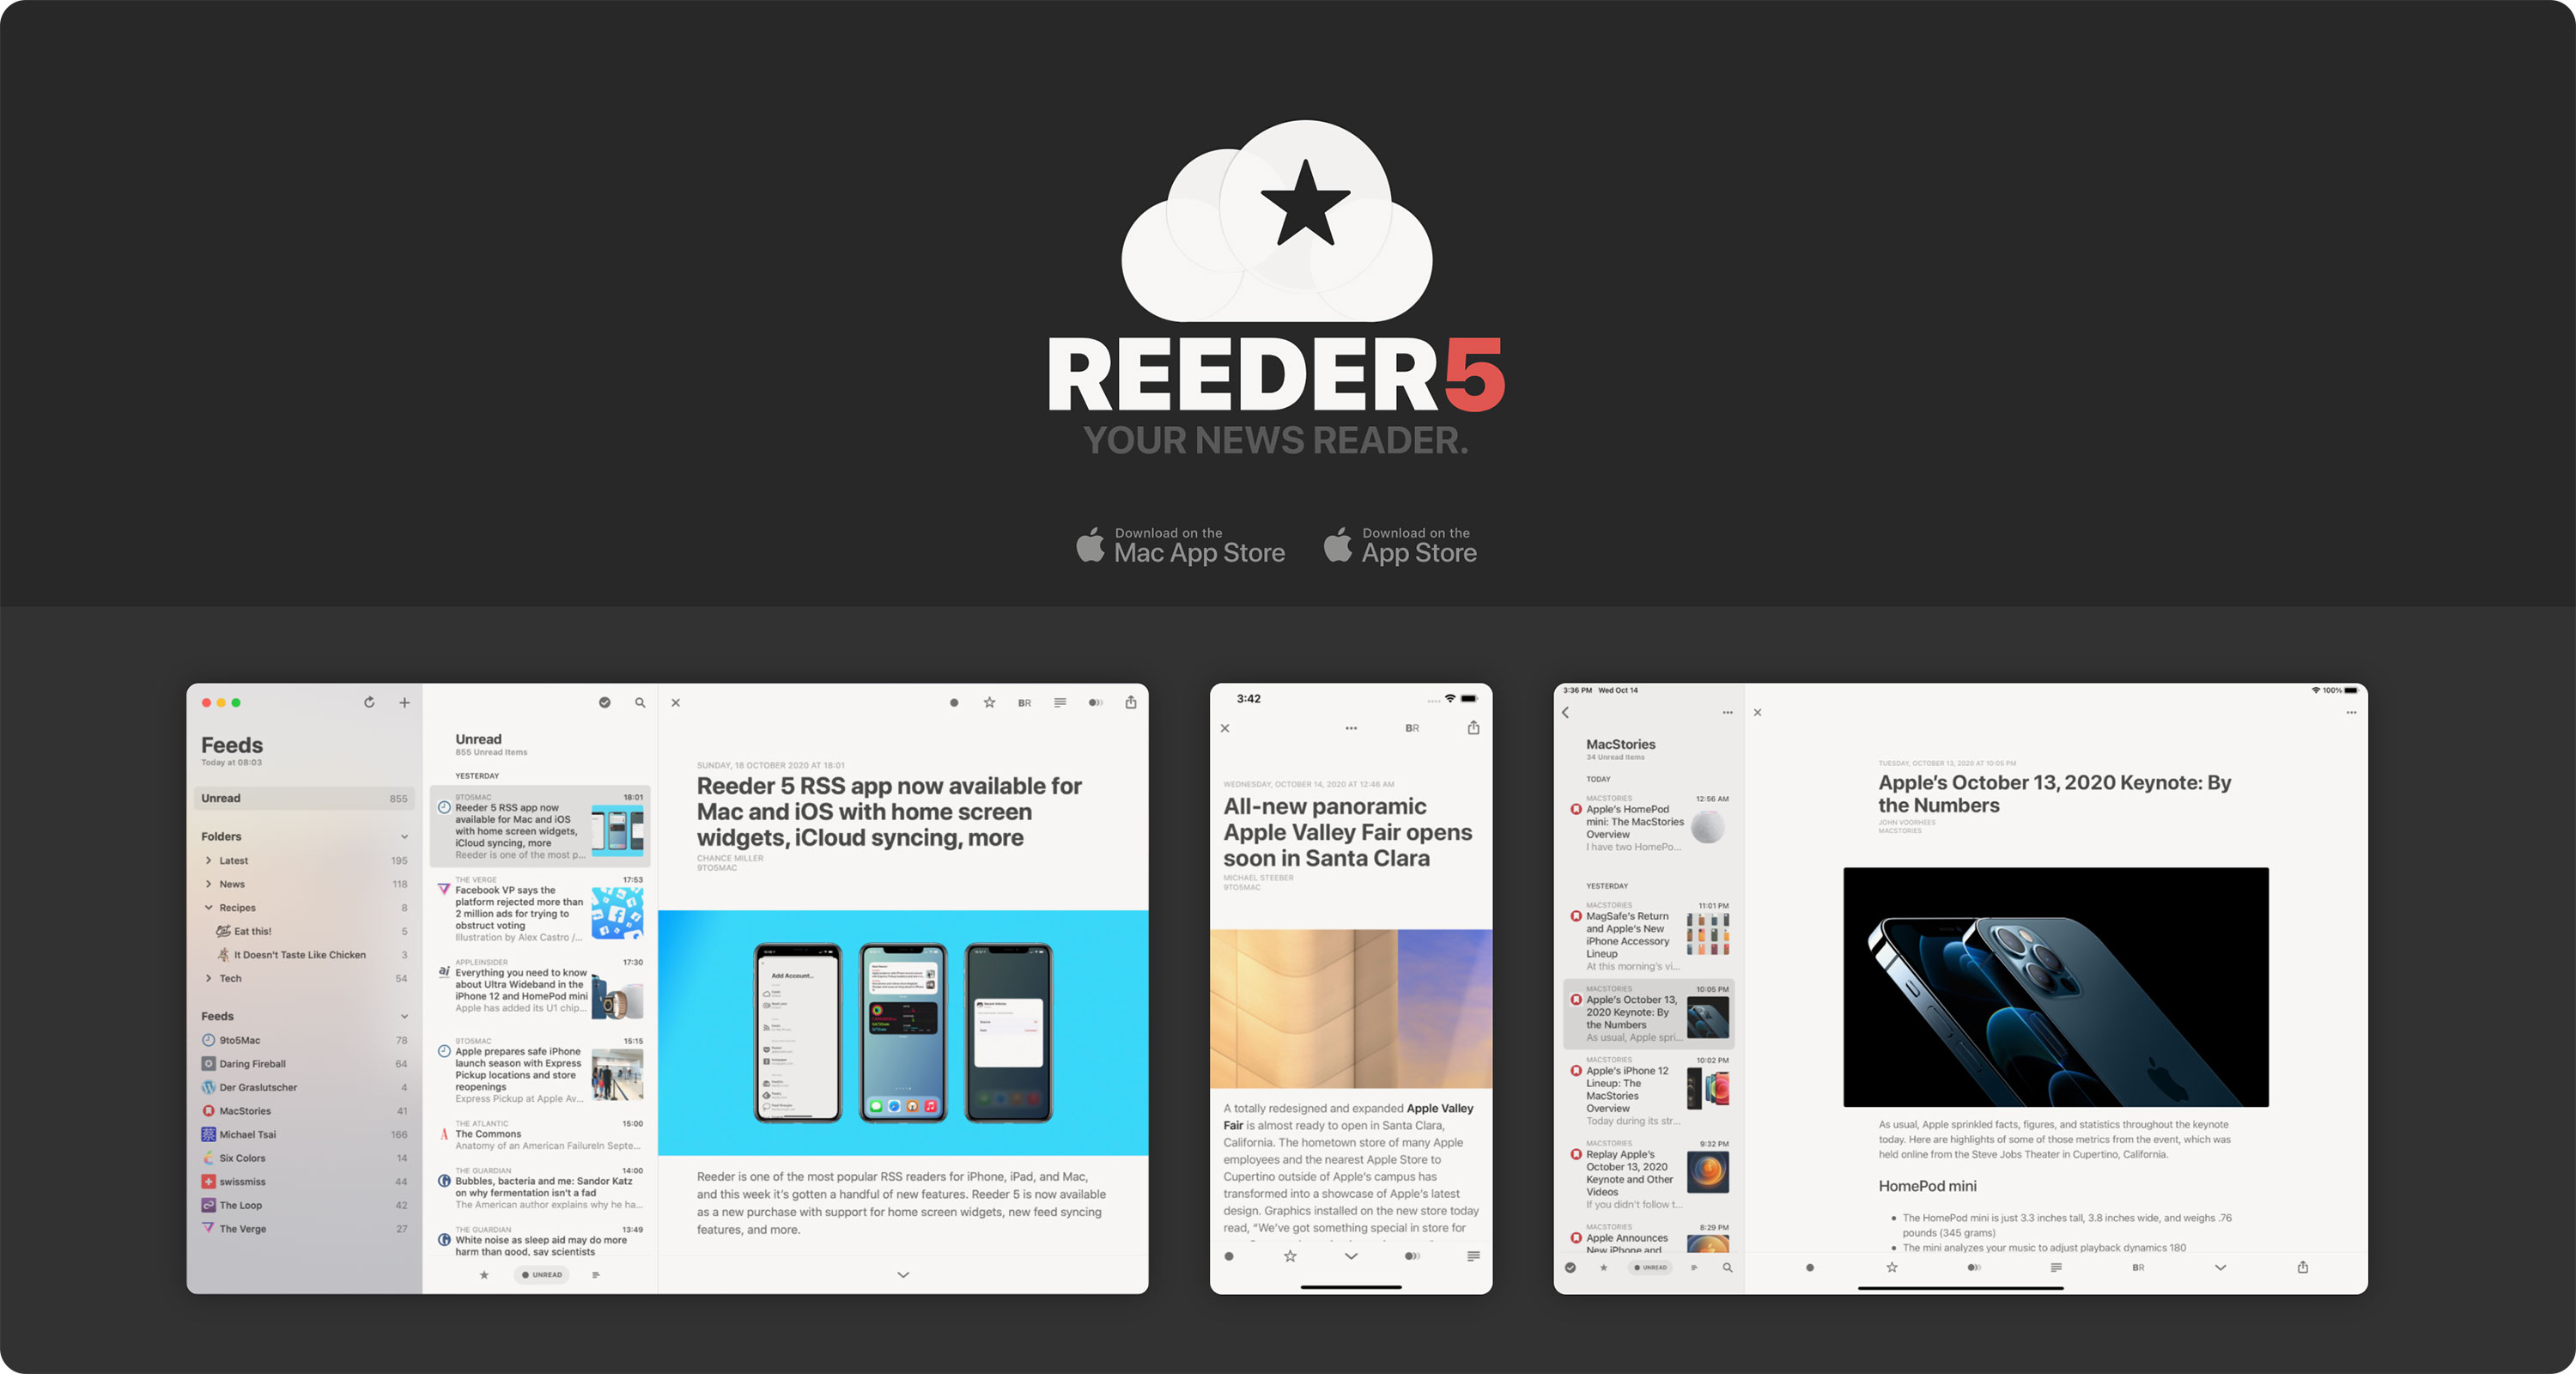 REEDER5
YOUR NEWS READER.
Download on the
Mac App Store
Download on the
App Store
Feeds
Today at 08:03
Unread 855
Folders
Latest 195
News 118
Recipes 8
Eat this! 5
It Doesn't Taste Like Chicken 3
Tech 54
Feeds
9to5Mac 78
Daring Fireball 64
Der Graslutscher 4
MacStories 41
Michael Tsai 166
Six Colors 14
swissmiss 44
The Loop 42
The Verge 27
Unread
855 Unread Items
YESTERDAY
9TO5MAC 18:01
Reeder 5 RSS app now
available for Mac and iOS
with home screen widgets,
iCloud syncing, more
Reeder is one of the most p...
THE VERGE 17:53
Facebook VP says the
platform rejected more than
2 million ads for trying to
obstruct voting
Illustration by Alex Castro /...
APPLEINSIDER 17:30
Everything you need to know
about Ultra Wideband in the
iPhone 12 and HomePod mini
Apple has added its U1 chip...
9TO5MAC 15:15
Apple prepares safe iPhone
launch season with Express
Pickup locations and store
reopenings
Express Pickup at Apple Av...
THE ATLANTIC 15:00
The Commons
Anatomy of an American FailureIn Septe...
THE GUARDIAN 14:00
Bubbles, bacteria and me: Sandor Katz
on why fermentation isn't a fad
The American author explains why he ha...
THE GUARDIAN 13:49
White noise as sleep aid may do more
harm than good, say scientists
UNREAD
BR
SUNDAY, 18 OCTOBER 2020 AT 18:01
Reeder 5 RSS app now available for
Mac and iOS with home screen
widgets, iCloud syncing, more
CHANCE MILLER
9TO5MAC
Add Account...
Reeder is one of the most popular RSS readers for iPhone, iPad, and Mac,
and this week it's gotten a handful of new features. Reeder 5 is now available
as a new purchase with support for home screen widgets, new feed syncing
features, and more.
3:42
BR
WEDNESDAY, OCTOBER 14, 2020 AT 12:46 AM
All-new panoramic
Apple Valley Fair opens
soon in Santa Clara
MICHAEL STEEBER
9TO5MAC
A totally redesigned and expanded Apple Valley
Fair is almost ready to open in Santa Clara,
California. The hometown store of many Apple
employees and the nearest Apple Store to
Cupertino outside of Apple's campus has
transformed into a showcase of Apple's latest
design. Graphics installed on the new store today
read, “We've got something special in store for
3:36 PM Wed Oct 14
100%
MacStories
34 Unread Items
TODAY
MACSTORIES 12:56 AM
Apple's HomePod
mini: The MacStories
Overview
I have two HomePo...
YESTERDAY
MACSTORIES 11:01 PM
MagSafe's Return
and Apple's New
iPhone Accessory
Lineup
At this morning's vi...
MACSTORIES 10:05 PM
Apple's October 13,
2020 Keynote: By
the Numbers
As usual, Apple spri...
MACSTORIES 10:02 PM
Apple's iPhone 12
Lineup: The
MacStories
Overview
Today during its str...
MACSTORIES 9:32 PM
Replay Apple's
October 13, 2020
Keynote and Other
Videos
If you didn't follow t...
MACSTORIES 8:29 PM
Apple Announces
New iPhone and
UNREAD
TUESDAY, OCTOBER 13, 2020 AT 10:05 PM
Apple's October 13, 2020 Keynote: By
the Numbers
JOHN VOORHEES
MACSTORIES
As usual, Apple sprinkled facts, figures, and statistics throughout the keynote
today. Here are highlights of some of those metrics from the event, which was
held online from the Steve Jobs Theater in Cupertino, California.
HomePod mini
• The HomePod mini is just 3.3 inches tall, 3.8 inches wide, and weighs .76
pounds (345 grams)
• The mini analyzes your music to adjust playback dynamics 180
BR